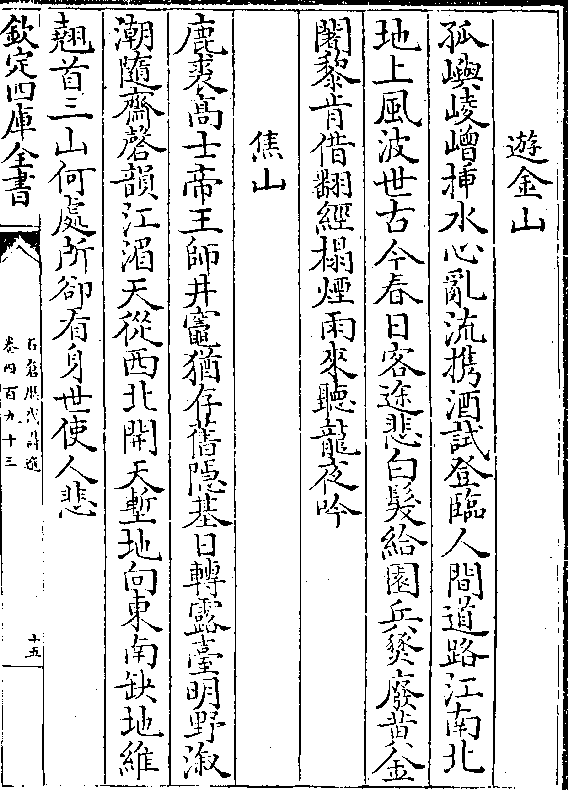 遊金山
孤嶼崚嶒揷水心亂流携酒試登臨人間道路江南北
地上風波世古今春日客途悲白髮給園兵燹廢黄金
闍黎肯借翻經榻煙雨來聽龍夜吟
焦山
鹿裘高士帝王師井竈猶存舊隠基日轉露臺明野淑
潮隨齋磬韻江湄天從西北開天塹地向東南缺地維
翹首三山何處所卻看身世使人悲
欽定四庫全書
石倉歴代詩選
卷四百九十三
十五